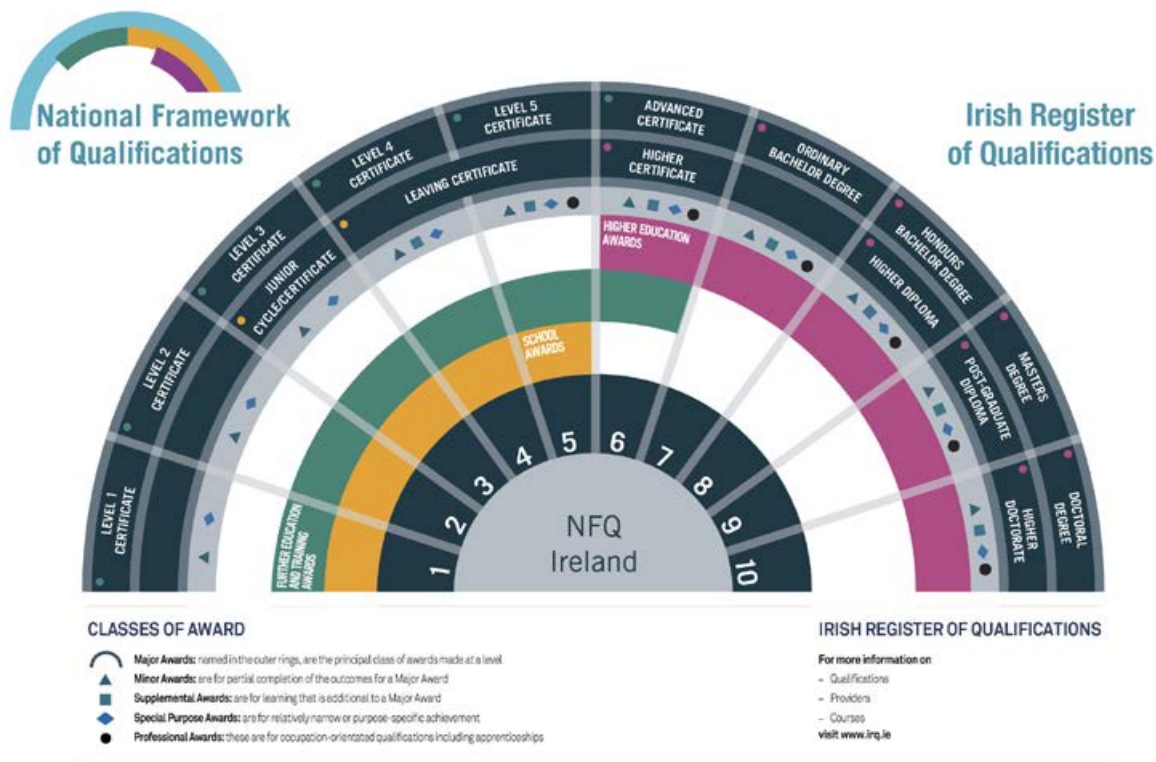 National Framework
of Qualifications
Irish Register
of Qualifications
LEVEL 1
CERTIFICATE
LEVEL 2
CERTIFICATE
LEVEL 3
CERTIFICATE
JUNIOR
CYCLE/CERTIFICATE
LEVEL 4
CERTIFICATE
LEAVING CERTIFICATE
LEVEL 5
CERTIFICATE
ADVANCED
CERTIFICATE
HIGHER
CERTIFICATE
ORDINARY
BACHELOR DEGREE
HONOURS
BACHELOR DEGREE
HIGHER DIPLOMA
MASTERS
DEGREE
POST-GRADUATE
DIPLOMA
DOCTORAL
DEGREE
HIGHER
DOCTORATE
HIGHER EDUCATION
AWARDS
SCHOOL
AWARDS
FURTHER EDUCATION
AND TRAINING
AWARDS
1
2
3
4
5
6
7
8
9
10
NFQ
Ireland
CLASSES OF AWARD
Major Awards: named in the outer rings, are the principal class of awards made at a level
Minor Awards: are for partial completion of the outcomes for a Major Award
Supplemental Awards: are for learning that is additional to a Major Award
Special Purpose Awards: are for relatively narrow or purpose-specific achievement
Professional Awards: these are for occupation-orientated qualifications including apprenticeships
IRISH REGISTER OF QUALIFICATIONS
For more information on
- Qualifications
- Providers
- Courses
visit www.irq.ie